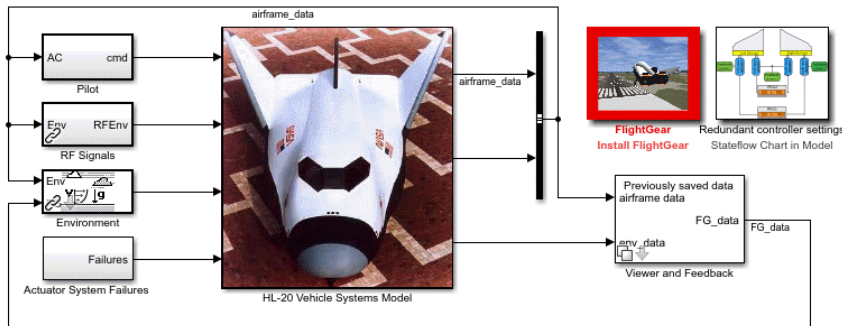 airframe_data
AC cmd
Pilot
Env RFEnv
RF Signals
Env
Environment
Failures
Actuator System Failures
HL-20 Vehicle Systems Model
airframe_data
FlightGear
Install FlightGear
Redundant controller settings
Stateflow Chart in Model
Previously saved data
airframe data
FG_data
env_data
Viewer and Feedback
FG_data